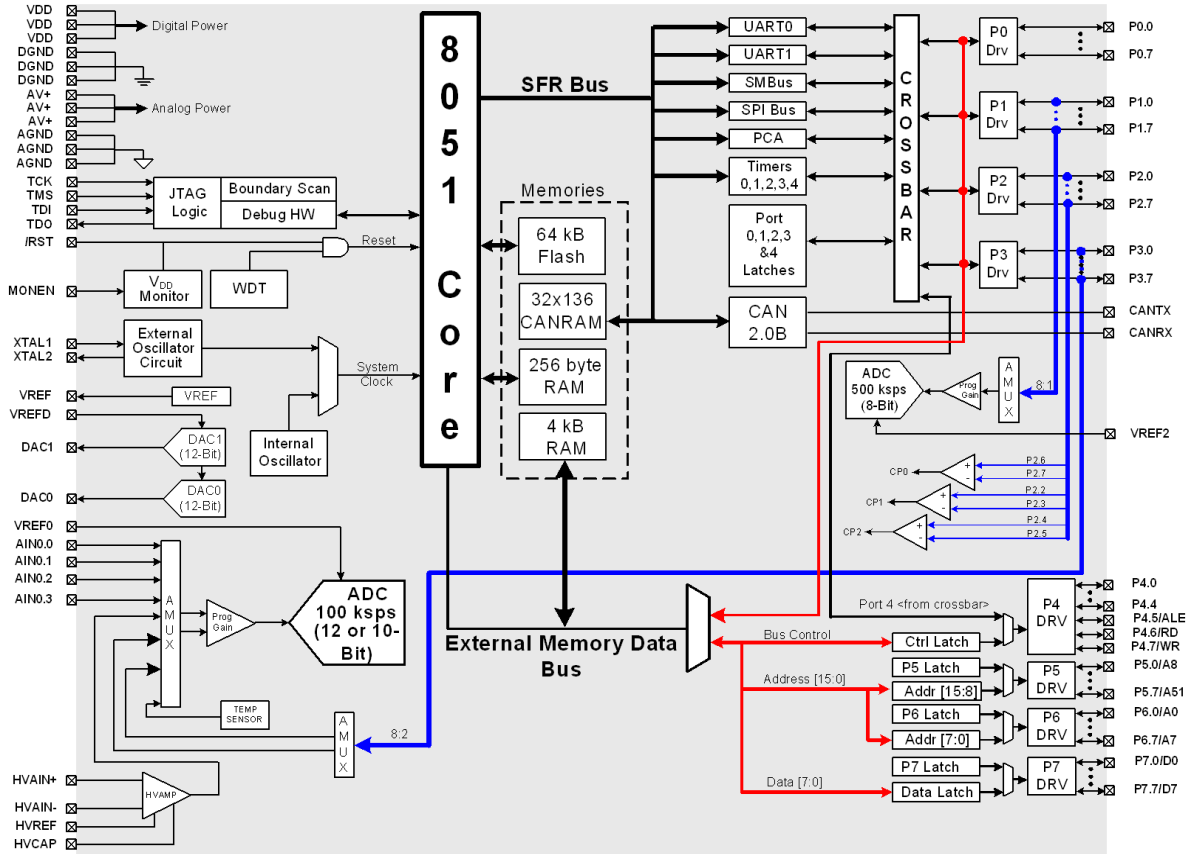 VDD
VDD
VDD
Digital Power
DGND
DGND
DGND
AV+
AV+
AV+
Analog Power
AGND
AGND
AGND
TCK
TMS
TDI
TDO
/RST
MONEN
XTAL1
XTAL2
VREF
VREFD
DAC1
DAC0
VREF0
AIN0.0
AIN0.1
AIN0.2
AIN0.3
HVAIN+
HVAIN-
HVREF
HVCAP
JTAG
Logic
Boundary Scan
Debug HW
Reset
VDD
Monitor
WDT
External
Oscillator
Circuit
System
Clock
VREF
DAC1
(12-Bit)
Internal
Oscillator
DAC0
(12-Bit)
AMUX
Prog
Gain
ADC
100 ksps
(12 or 10-
Bit)
TEMP
SENSOR
AMUX
8:2
HVAMP
8051 Core
SFR Bus
Memories
64 kB
Flash
32x136
CANRAM
256 byte
RAM
4 kB
RAM
External Memory Data
Bus
UART0
UART1
SMBus
SPI Bus
PCA
Timers
0,1,2,3,4
Port
0,1,2,3
&4
Latches
CAN
2.0B
CROSSBAR
P0
Drv
P1
Drv
P2
Drv
P3
Drv
P0.0
P0.7
P1.0
P1.7
P2.0
P2.7
P3.0
P3.7
CANTX
CANRX
VREF2
ADC
500 ksps
(8-Bit)
Prog
Gain
AMUX
8:1
CP0
+
-
P2.6
P2.7
CP1
+
-
P2.2
P2.3
CP2
+
-
P2.4
P2.5
Port 4 <from crossbar>
Bus Control
Ctrl Latch
P4
DRV
P4.0
P4.4
P4.5/ALE
P4.6/RD
P4.7/WR
Address [15:0]
P5 Latch
Addr [15:8]
P5
DRV
P5.0/A8
P5.7/A51
P6 Latch
Addr [7:0]
P6
DRV
P6.0/A0
P6.7/A7
Data [7:0]
P7 Latch
Data Latch
P7
DRV
P7.0/D0
P7.7/D7